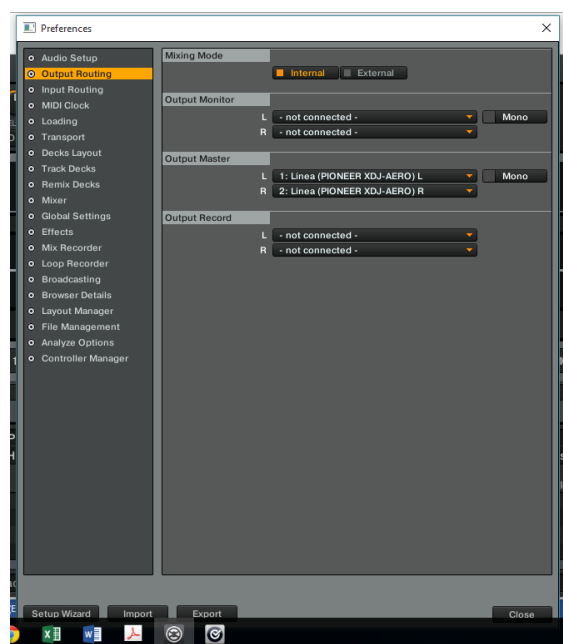 Preferences
Audio Setup
Output Routing
Input Routing
MIDI Clock
Loading
Transport
Decks Layout
Track Decks
Remix Decks
Mixer
Global Settings
Effects
Mix Recorder
Loop Recorder
Broadcasting
Browser Details
Layout Manager
File Management
Analyze Options
Controller Manager
Mixing Mode
Internal External
Output Monitor
L - not connected - Mono
R - not connected -
Output Master
L 1: Linea (PIONEER XDJ-AERO) L Mono
R 2: Linea (PIONEER XDJ-AERO) R
Output Record
L - not connected -
R - not connected -
Setup Wizard Import Export Close